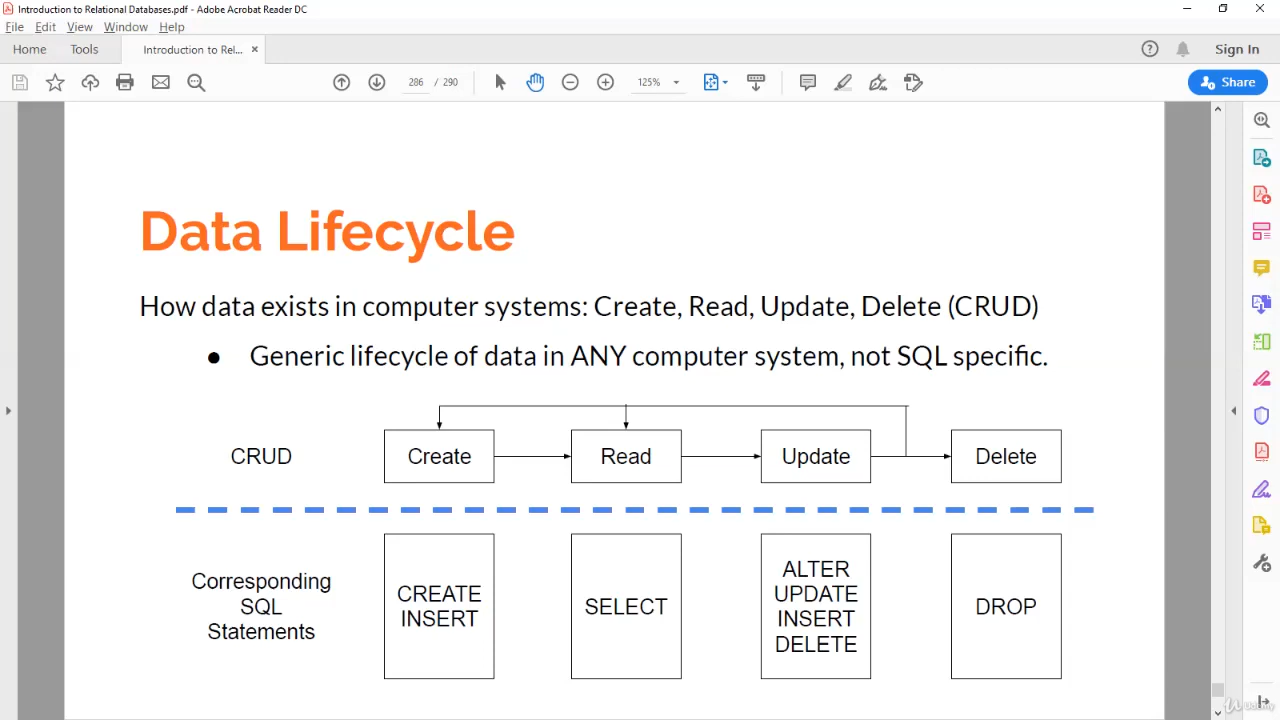 Introduction to Relational Databases.pdf - Adobe Acrobat Reader DC
File Edit View Window Help
Home Tools Introduction to Rel... × Sign In
286 / 290 125% Share
Data Lifecycle
How data exists in computer systems: Create, Read, Update, Delete (CRUD)
● Generic lifecycle of data in ANY computer system, not SQL specific.
CRUD Create Read Update Delete
Corresponding
SQL
Statements
CREATE
INSERT
SELECT
ALTER
UPDATE
INSERT
DELETE
DROP
Udemy